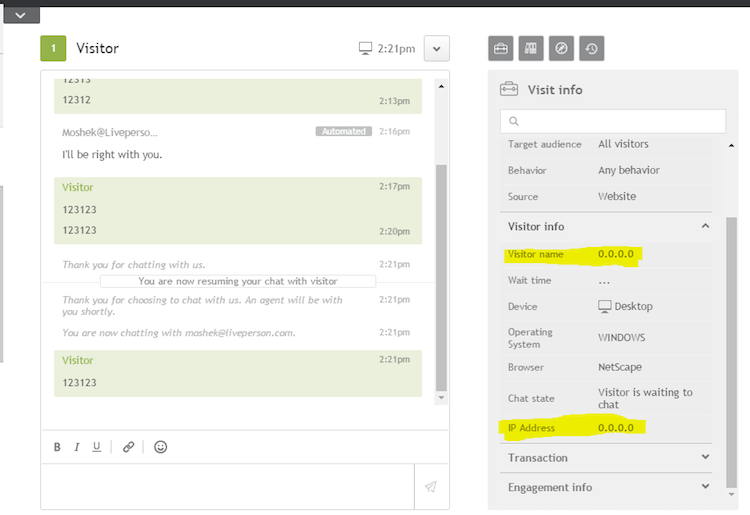 1 Visitor 2:21pm
12313
12312 2:13pm
Moshek@Liveperso... Automated 2:16pm
I'll be right with you.
Visitor 2:17pm
123123
123123 2:20pm
Thank you for chatting with us. 2:21pm
You are now resuming your chat with visitor
Thank you for choosing to chat with us. An agent will be with 2:21pm
you shortly.
You are now chatting with moshek@liveperson.com. 2:21pm
Visitor 2:21pm
123123
B I U
Visit info
Target audience All visitors
Behavior Any behavior
Source Website
Visitor info
Visitor name 0.0.0.0
Wait time ...
Device Desktop
Operating
System WINDOWS
Browser NetScape
Chat state Visitor is waiting to
chat
IP Address 0.0.0.0
Transaction
Engagement info